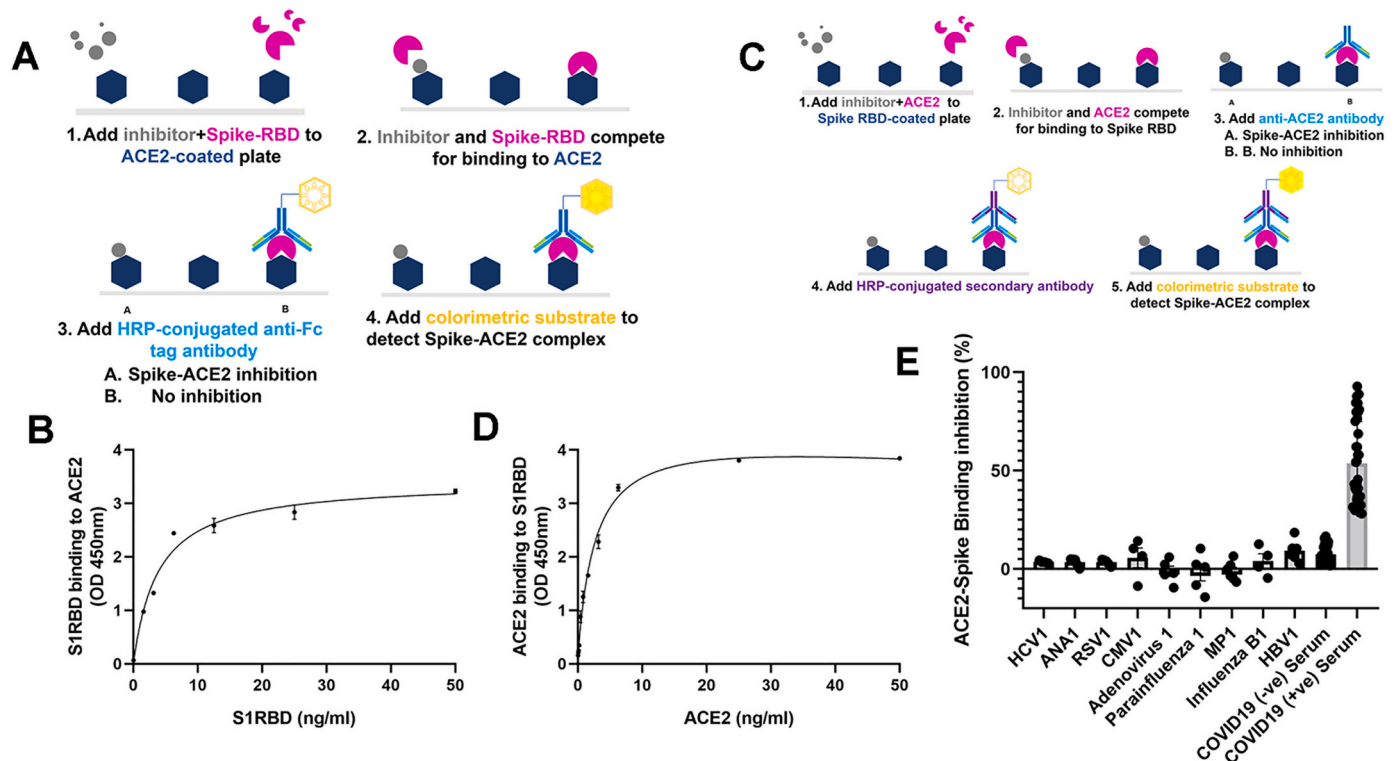 A
1. Add inhibitor+Spike-RBD to
ACE2-coated plate
2. Inhibitor and Spike-RBD compete
for binding to ACE2
A
B
3. Add HRP-conjugated anti-Fc
tag antibody
A. Spike-ACE2 inhibition
B. No inhibition
4. Add colorimetric substrate to
detect Spike-ACE2 complex
C
1. Add inhibitor+ACE2 to
Spike RBD-coated plate
2. Inhibitor and ACE2 compete
for binding to Spike RBD
A
B
3. Add anti-ACE2 antibody
A. Spike-ACE2 inhibition
B. B. No inhibition
4. Add HRP-conjugated secondary antibody
5. Add colorimetric substrate to
detect Spike-ACE2 complex
B
S1RBD binding to ACE2
(OD 450nm)
4
3
2
1
0
0
10
20
30
40
50
S1RBD (ng/ml)
D
ACE2 binding to S1RBD
(OD 450nm)
4
3
2
1
0
0
10
20
30
40
50
ACE2 (ng/ml)
E
ACE2-Spike Binding inhibition (%)
100
50
0
HCV1
ANA1
RSV1
CMV1
Adenovirus 1
Parainfluenza 1
MP1
Influenza B1
HBV1
COVID19 (-ve) Serum
COVID19 (+ve) Serum